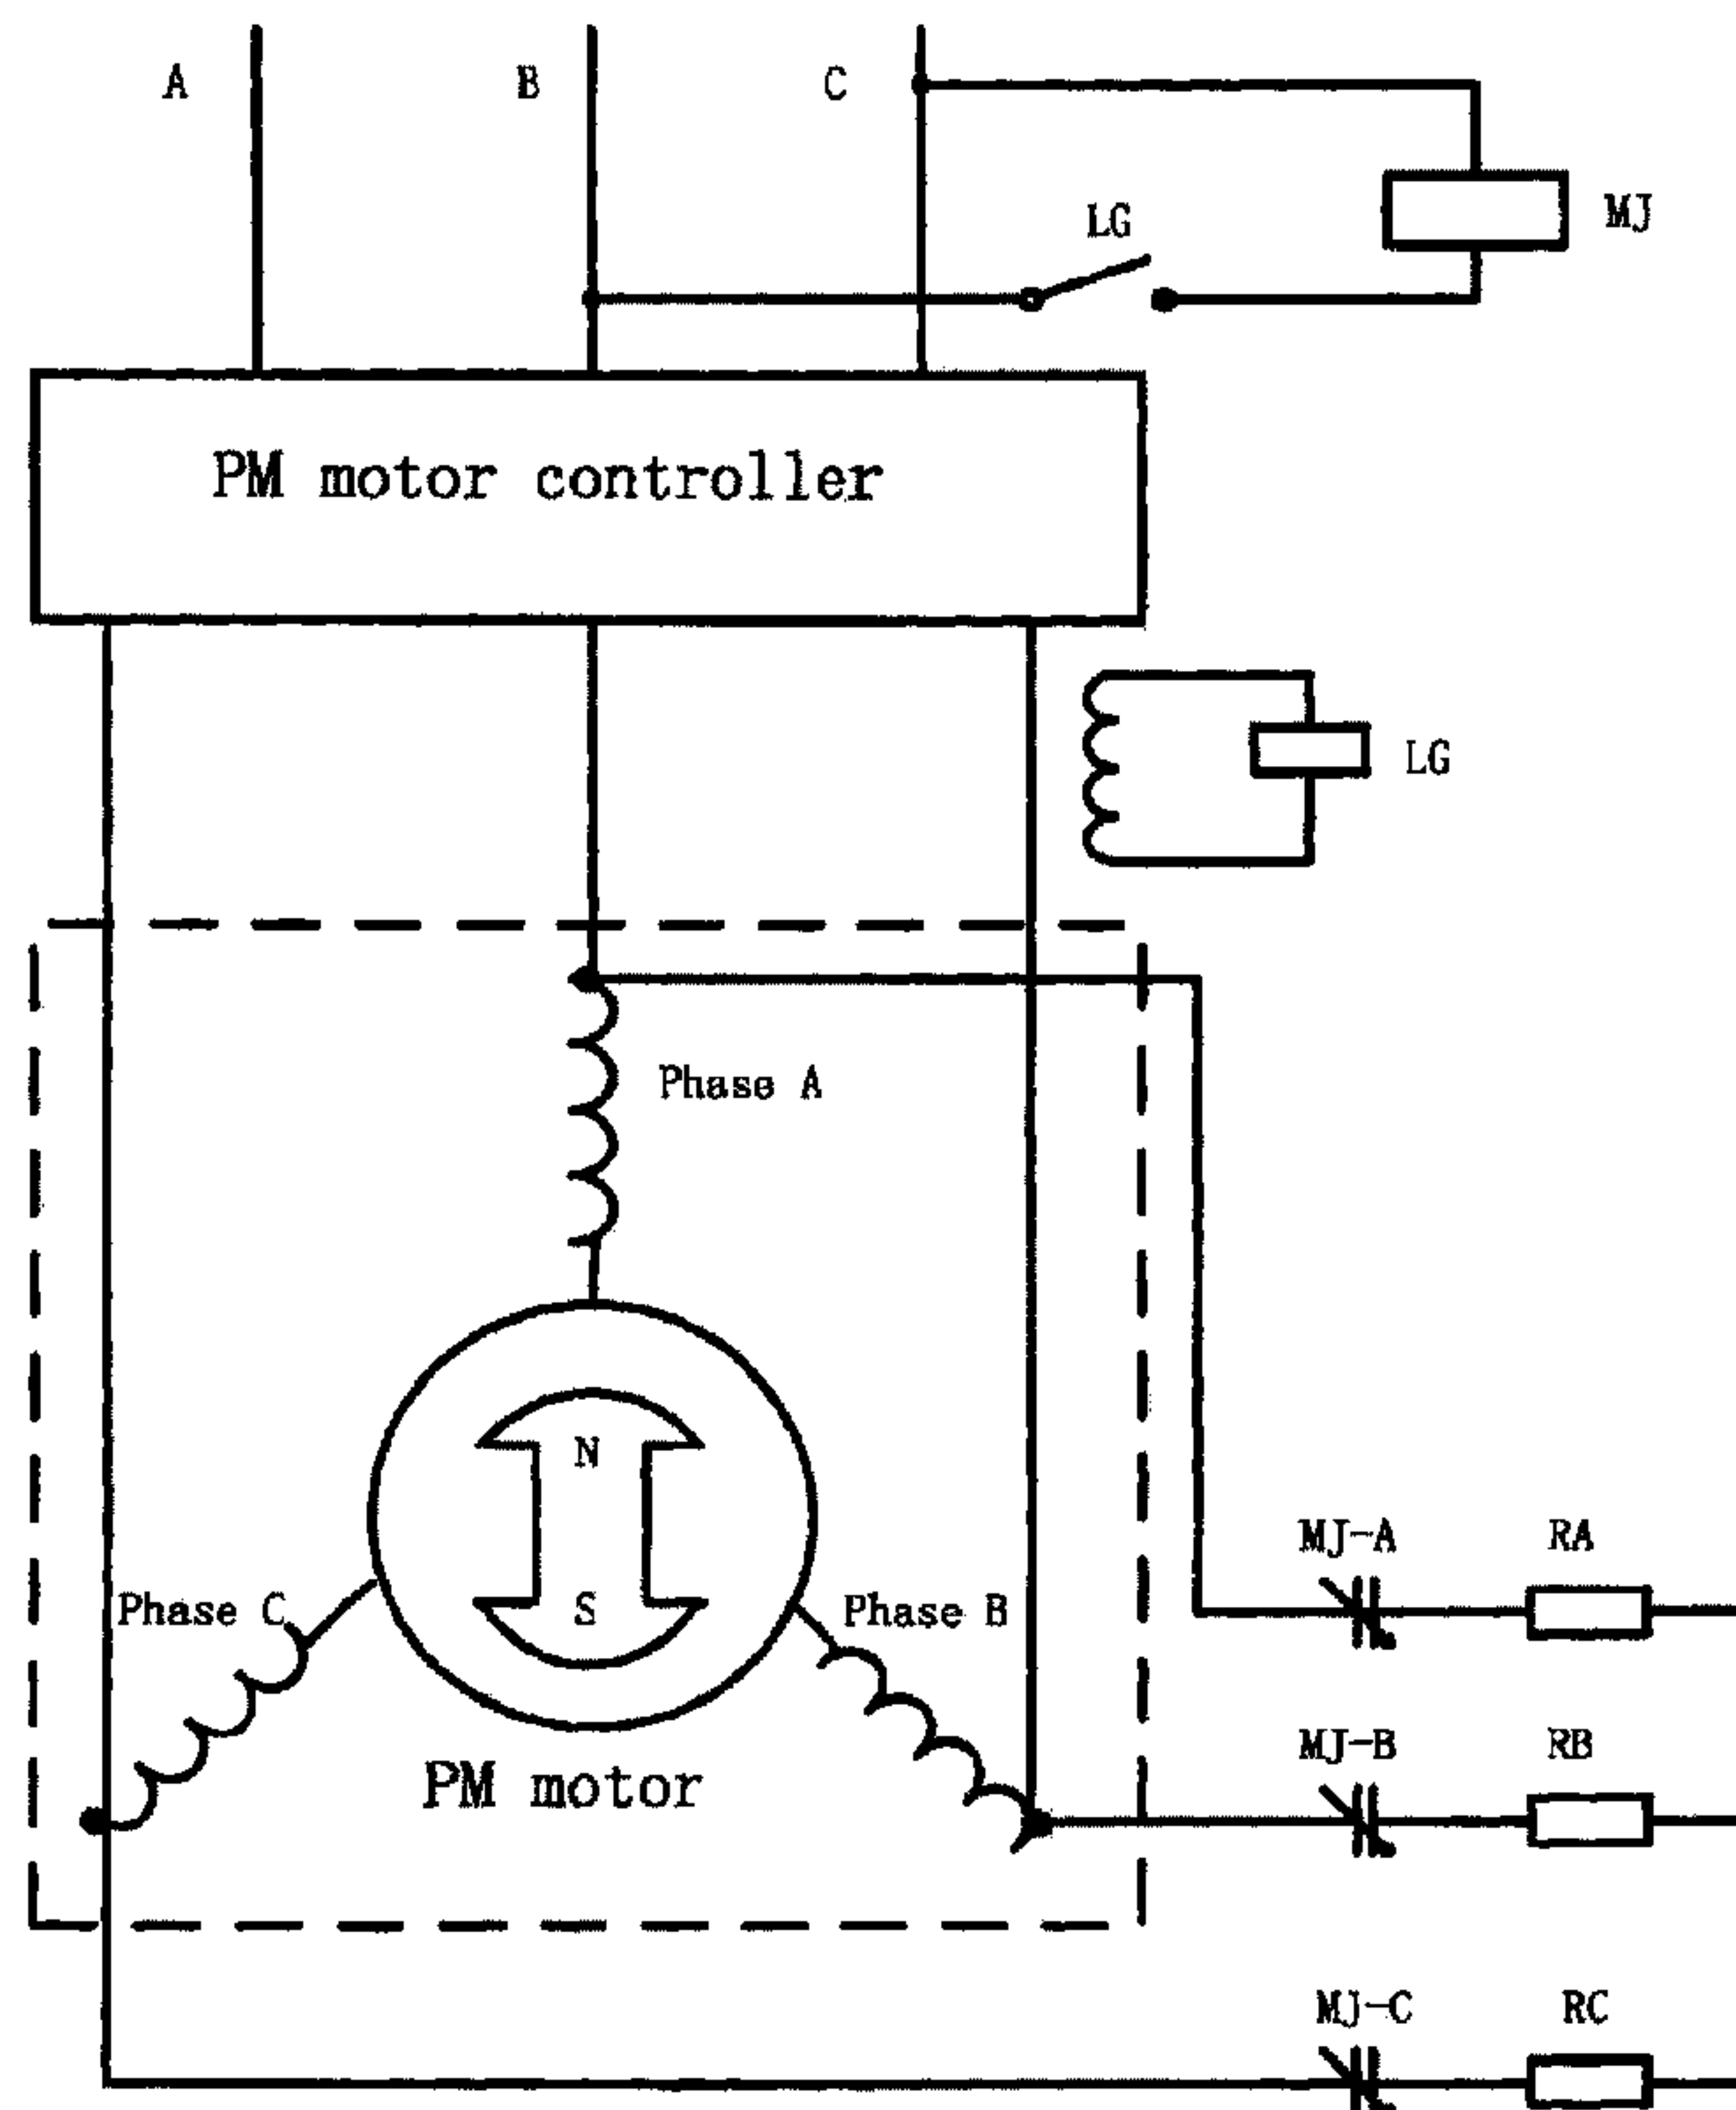 A B C
LG MJ
PM motor controller
LG
Phase A
N
MJ-A RA
Phase C S Phase B
MJ-B RB
PM motor
MJ-C RC